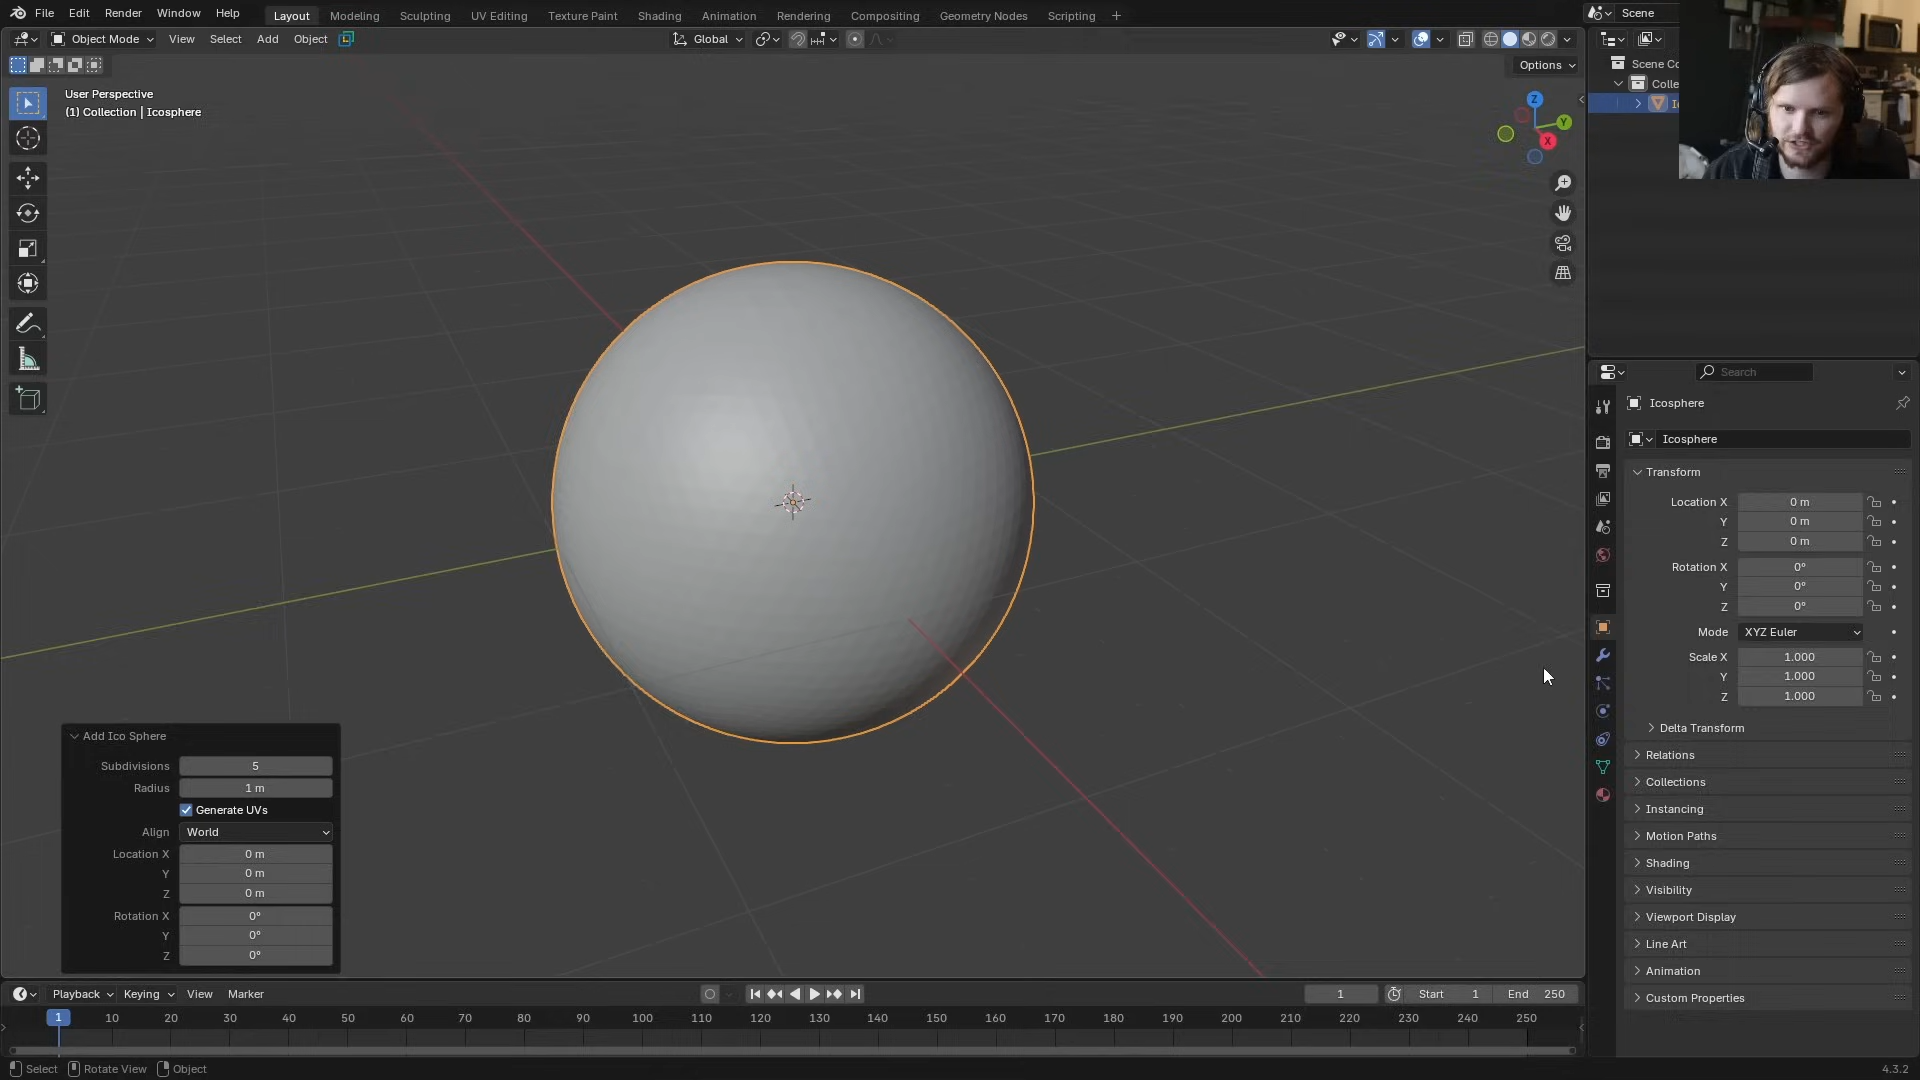 File Edit Render Window Help
Layout Modeling Sculpting UV Editing Texture Paint Shading Animation Rendering Compositing Geometry Nodes Scripting +
Scene
Object Mode View Select Add Object
Global
Options
User Perspective
(1) Collection | Icosphere
Z
Y
X
Scene Co
Colle
Search
Icosphere
Icosphere
Transform
Location X 0 m
Y 0 m
Z 0 m
Rotation X 0°
Y 0°
Z 0°
Mode XYZ Euler
Scale X 1.000
Y 1.000
Z 1.000
Delta Transform
Relations
Collections
Instancing
Motion Paths
Shading
Visibility
Viewport Display
Line Art
Animation
Custom Properties
Add Ico Sphere
Subdivisions 5
Radius 1 m
Generate UVs
Align World
Location X 0 m
Y 0 m
Z 0 m
Rotation X 0°
Y 0°
Z 0°
Playback Keying View Marker
1 Start 1 End 250
1 10 20 30 40 50 60 70 80 90 100 110 120 130 140 150 160 170 180 190 200 210 220 230 240 250
Select Rotate View Object
4.3.2